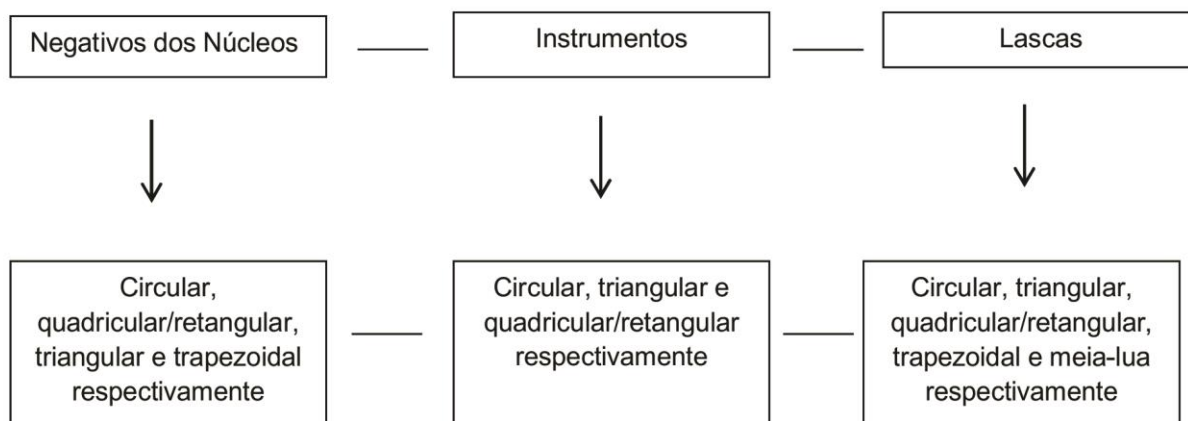 Negativos dos Núcleos
Instrumentos
Lascas
Circular,
quadricular/retangular,
triangular e trapezoidal
respectivamente
Circular, triangular e
quadricular/retangular
respectivamente
Circular, triangular,
quadricular/retangular,
trapezoidal e meia-lua
respectivamente